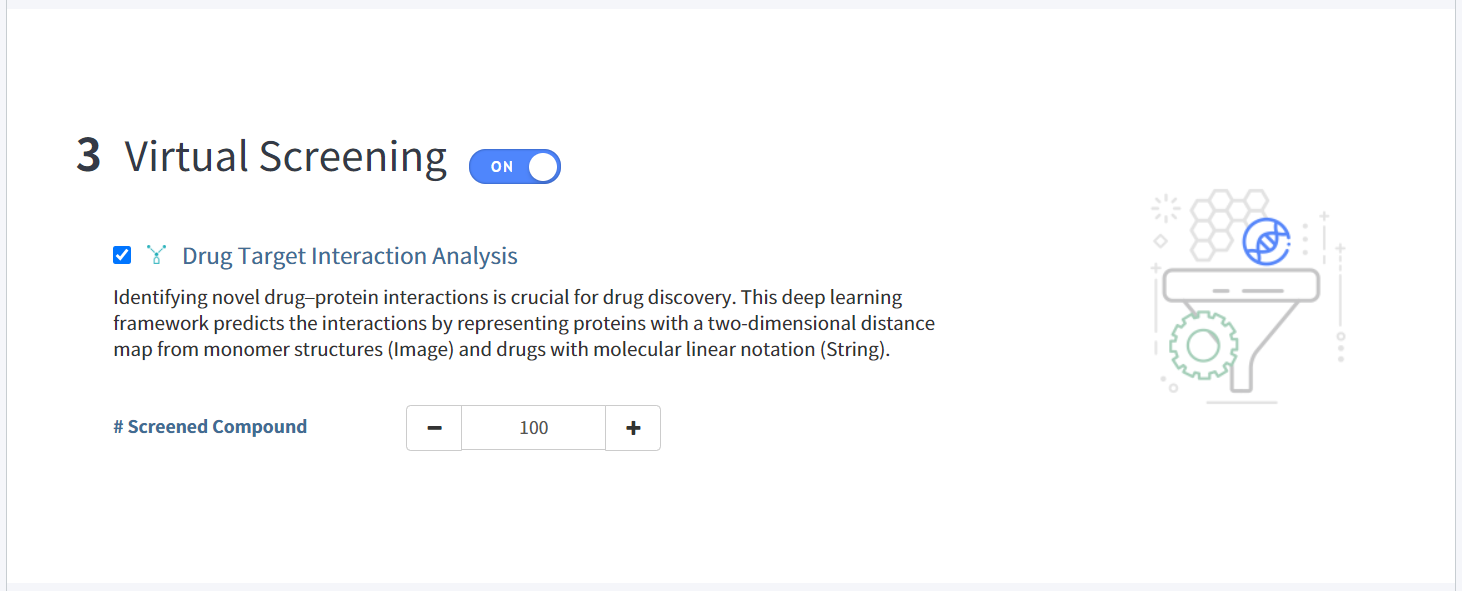 3 Virtual Screening ON
Drug Target Interaction Analysis
Identifying novel drug–protein interactions is crucial for drug discovery. This deep learning
framework predicts the interactions by representing proteins with a two-dimensional distance
map from monomer structures (Image) and drugs with molecular linear notation (String).
# Screened Compound − 100 +